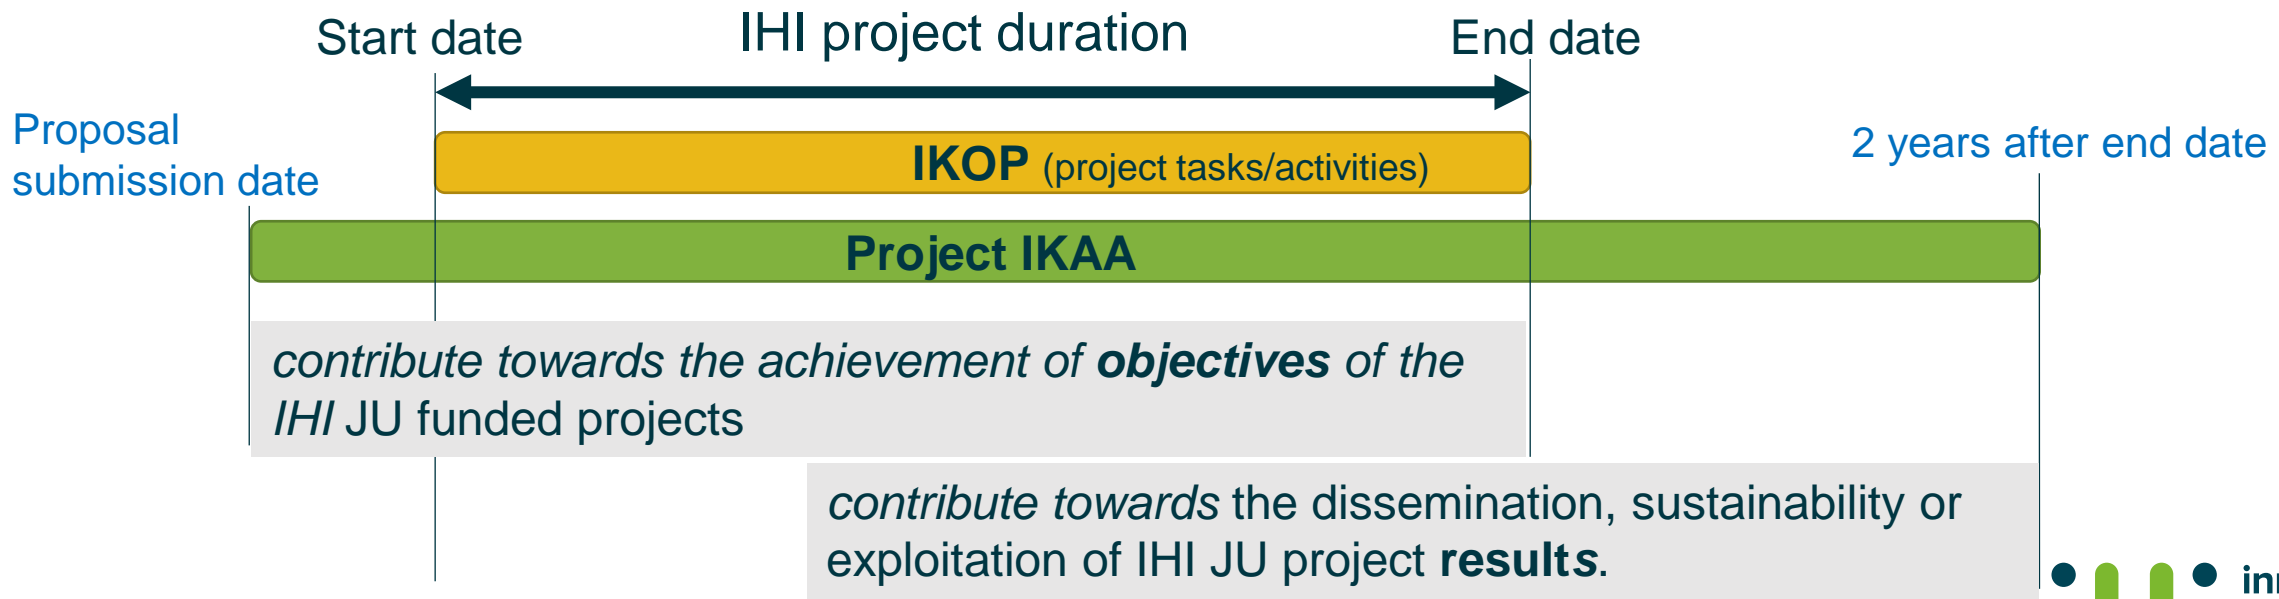 Start date
IHI project duration
End date
Proposal
submission date
2 years after end date
IKOP (project tasks/activities)
Project IKAA
contribute towards the achievement of objectives of the
IHI JU funded projects
contribute towards the dissemination, sustainability or
exploitation of IHI JU project results.